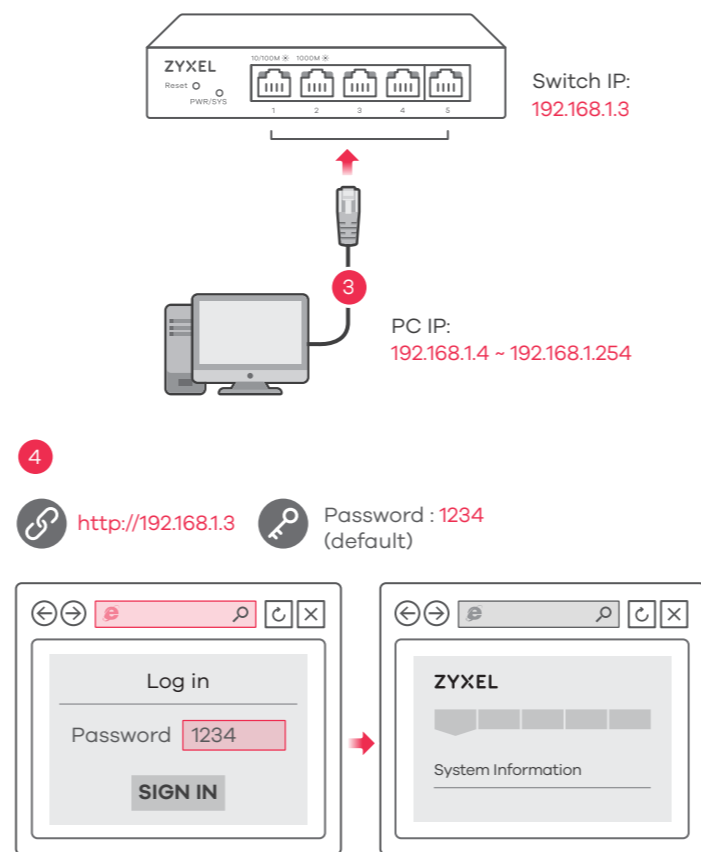 ZYXEL
10/100M 1000M
Reset
PWR/SYS
1 2 3 4 5
Switch IP:
192.168.1.3
3
PC IP:
192.168.1.4 ~ 192.168.1.254
4
http://192.168.1.3
Password : 1234
(default)
Log in
Password 1234
SIGN IN
ZYXEL
System Information